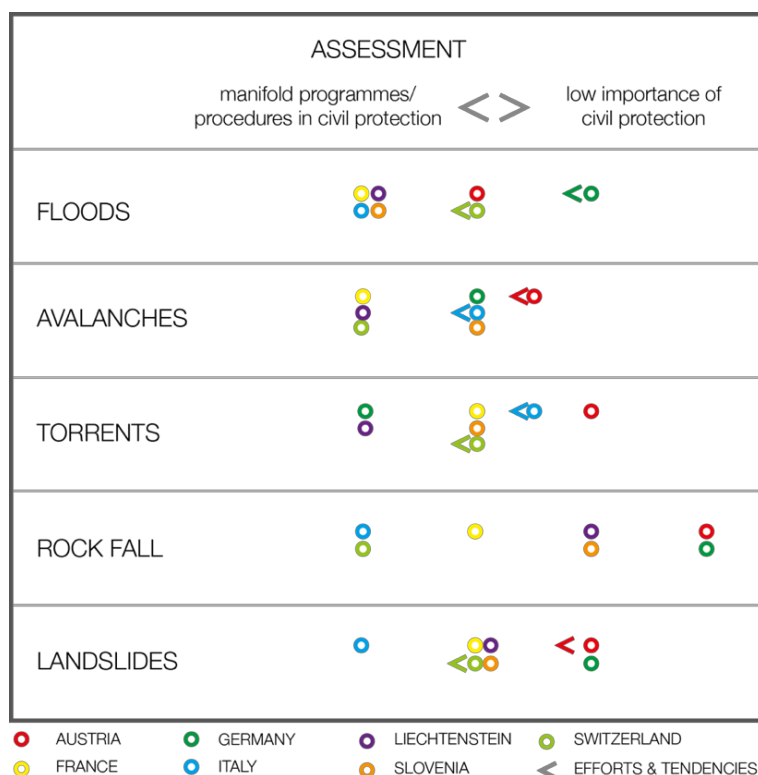 ASSESSMENT
manifold programmes/
procedures in civil protection
low importance of
civil protection
FLOODS
AVALANCHES
TORRENTS
ROCK FALL
LANDSLIDES
AUSTRIA GERMANY LIECHTENSTEIN SWITZERLAND
FRANCE ITALY SLOVENIA EFFORTS & TENDENCIES